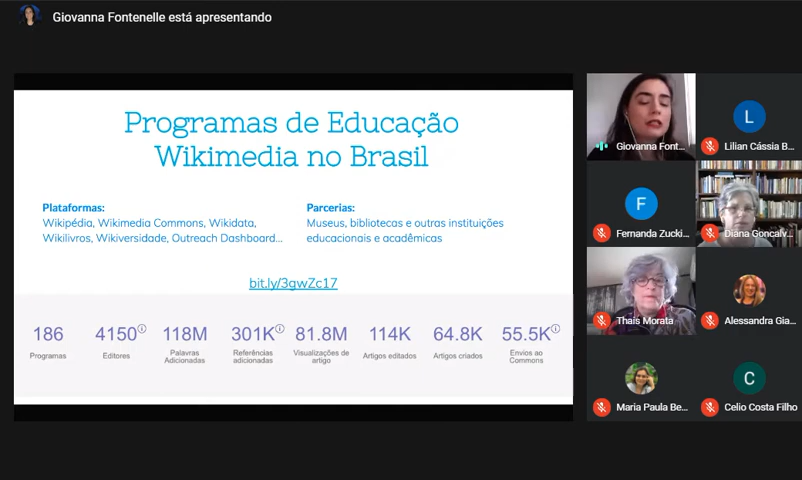 Giovanna Fontenelle está apresentando
Programas de Educação
Wikimedia no Brasil
Plataformas:
Wikipédia, Wikimedia Commons, Wikidata,
Wikilivros, Wikiversidade, Outreach Dashboard...
Parcerias:
Museus, bibliotecas e outras instituições
educacionais e acadêmicas
bit.ly/3gwZc17
186
Programas
4150
Editores
118M
Palavras
Adicionadas
301K
Referências
adicionadas
81.8M
Visualizações de
artigo
114K
Artigos editados
64.8K
Artigos criados
55.5K
Envios ao
Commons
Giovanna Font...
L
Lilian Cássia B...
F
Fernanda Zucki...
Diana Gonçalv...
Thais Morata
Alessandra Gia...
Maria Paula Be...
C
Celio Costa Filho